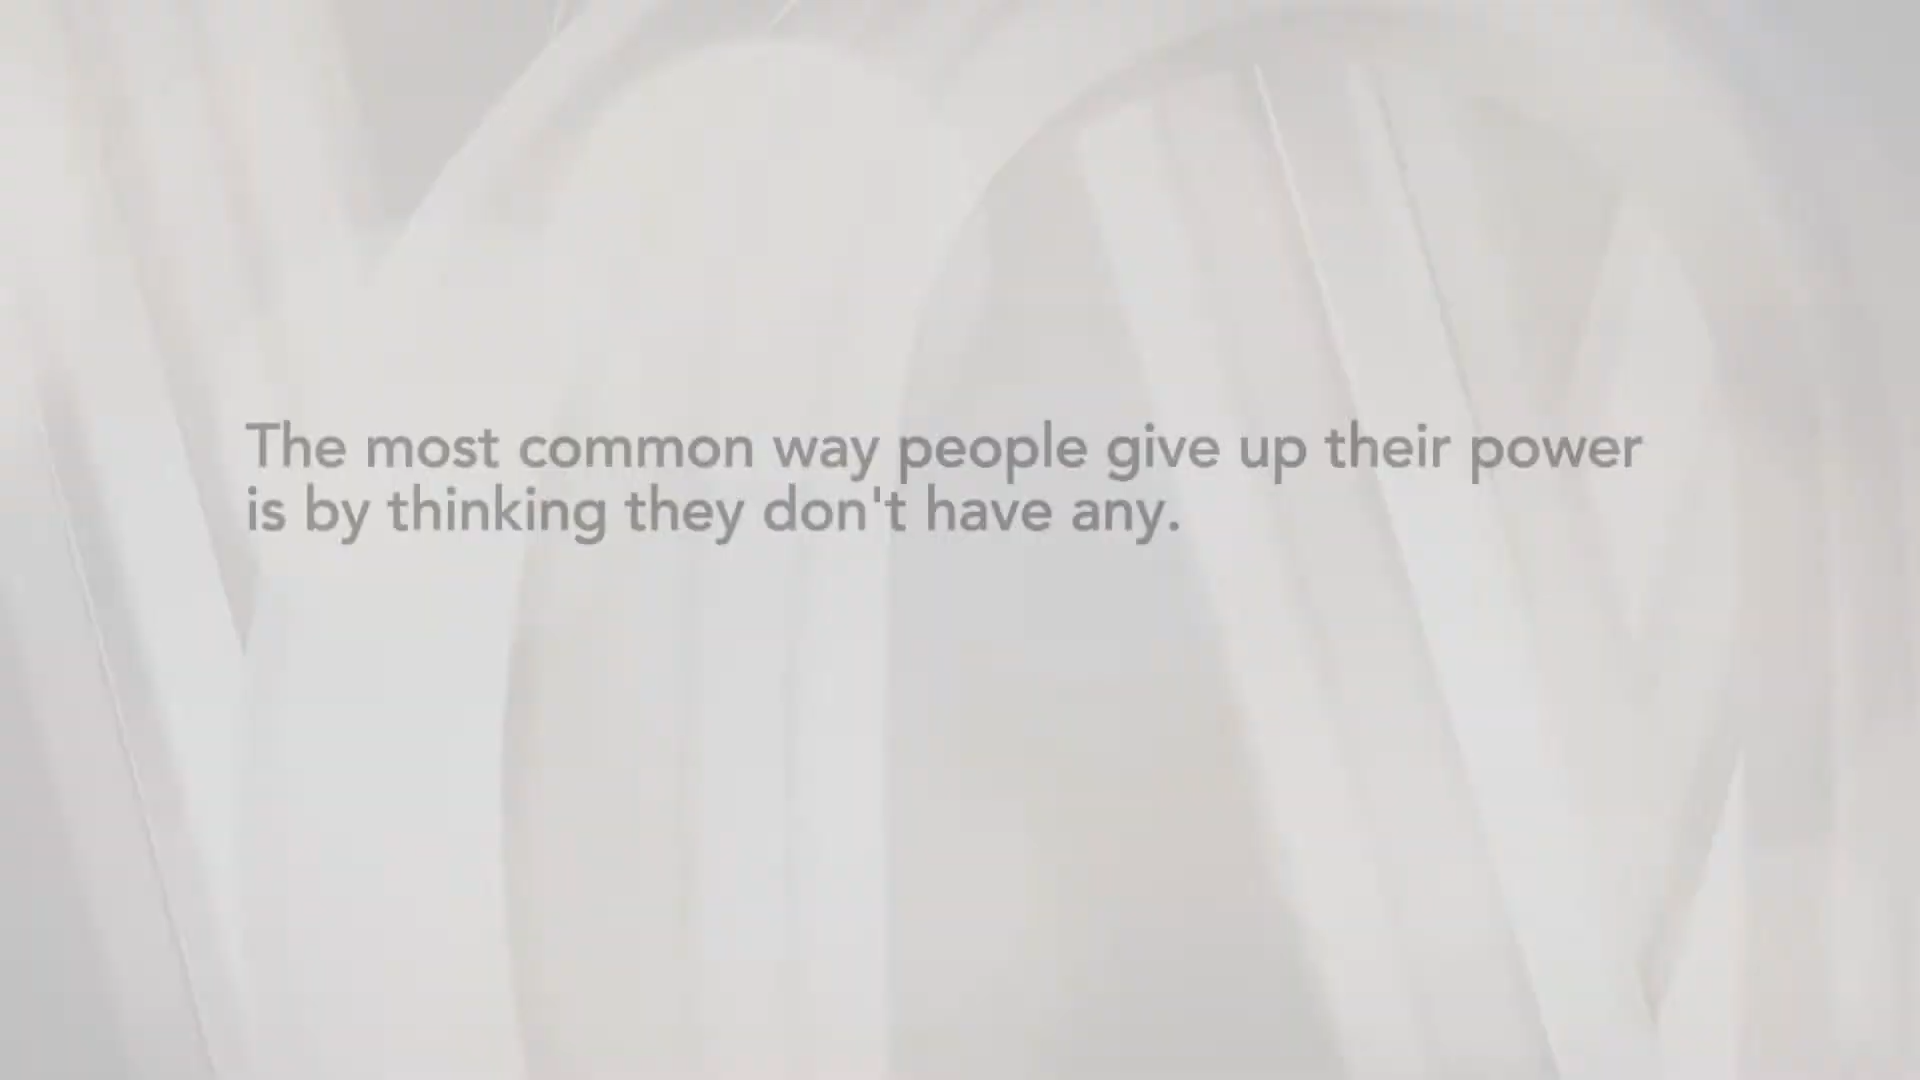 The most common way people give up their power
is by thinking they don't have any.